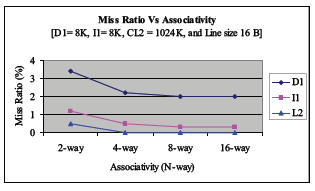 Miss Ratio Vs Associativity
[D1= 8K, I1= 8K, CL2 = 1024K, and Line size 16 B]
Miss Ratio (%)
4
3
2
1
0
2-way 4-way 8-way 16-way
Associativity (N-way)
D1
I1
L2